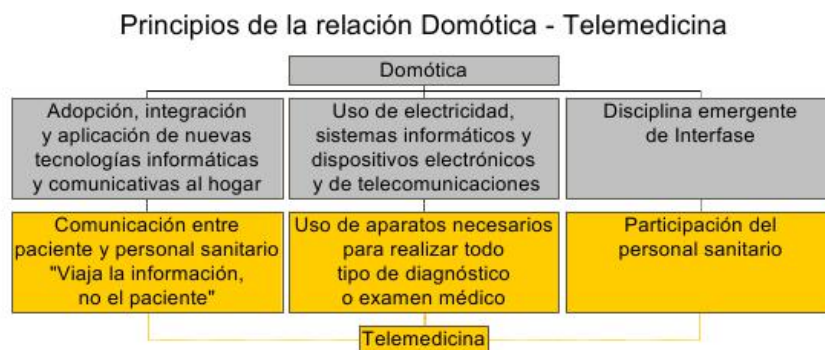 Principios de la relación Domótica - Telemedicina
Domótica
Adopción, integración
y aplicación de nuevas
tecnologías informáticas
y comunicativas al hogar
Uso de electricidad,
sistemas informáticos y
dispositivos electrónicos
y de telecomunicaciones
Disciplina emergente
de Interfase
Comunicación entre
paciente y personal sanitario
"Viaja la información,
no el paciente"
Uso de aparatos necesarios
para realizar todo
tipo de diagnóstico
o examen médico
Participación del
personal sanitario
Telemedicina